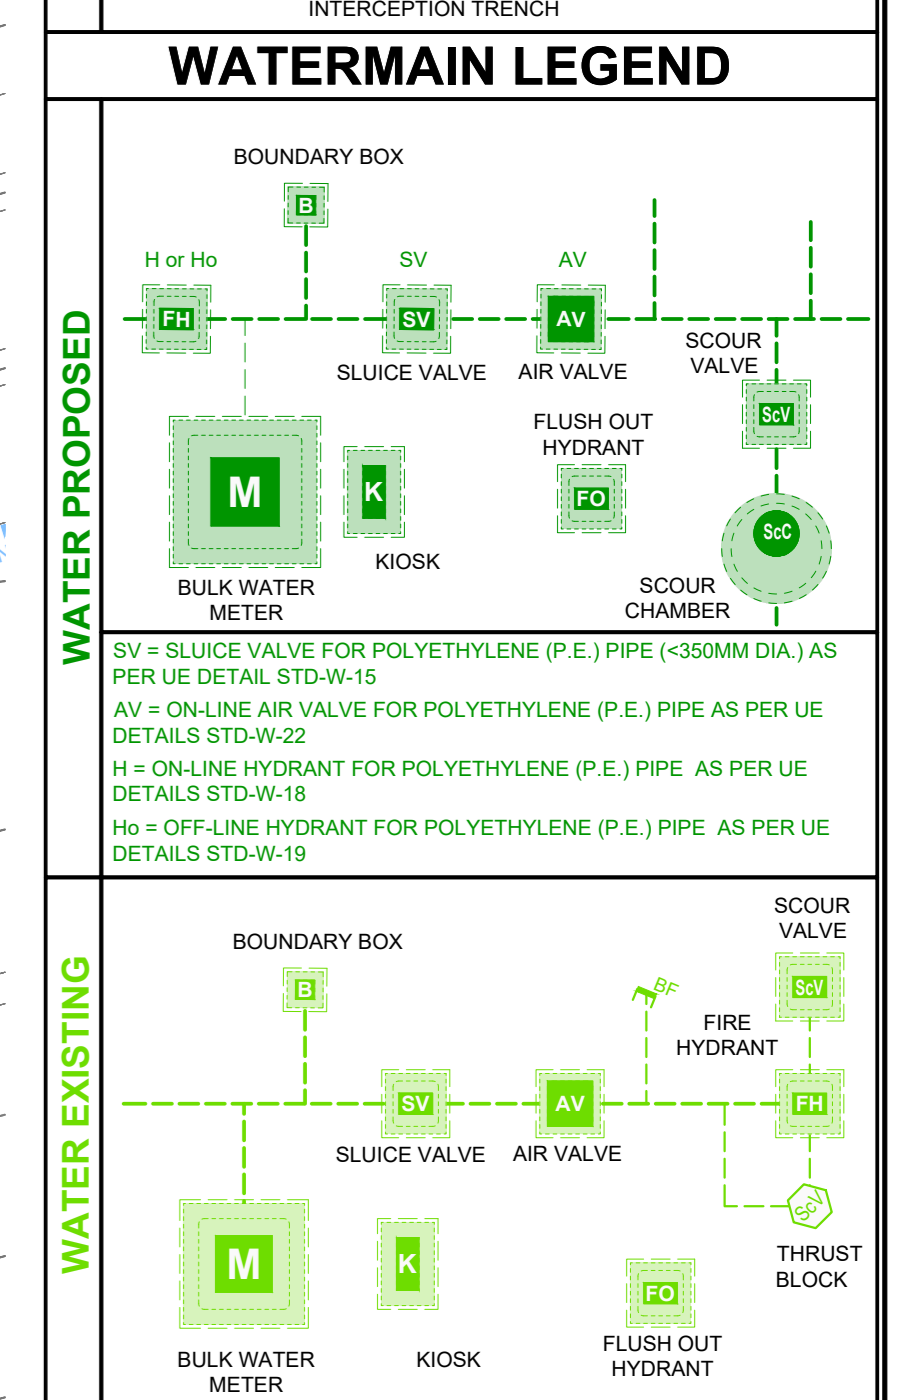 INTERCEPTION TRENCH
WATERMAIN LEGEND
WATER PROPOSED
BOUNDARY BOX
B
H or Ho
SV
AV
FH
SV
AV
SLUICE VALVE
AIR VALVE
SCOUR
VALVE
ScV
FLUSH OUT
HYDRANT
FO
M
K
KIOSK
BULK WATER
METER
ScC
SCOUR
CHAMBER
SV = SLUICE VALVE FOR POLYETHYLENE (P.E.) PIPE (<350MM DIA.) AS
PER UE DETAIL STD-W-15
AV = ON-LINE AIR VALVE FOR POLYETHYLENE (P.E.) PIPE AS PER UE
DETAILS STD-W-22
H = ON-LINE HYDRANT FOR POLYETHYLENE (P.E.) PIPE  AS PER UE
DETAILS STD-W-18
Ho = OFF-LINE HYDRANT FOR POLYETHYLENE (P.E.) PIPE  AS PER UE
DETAILS STD-W-19
WATER EXISTING
SCOUR
VALVE
BOUNDARY BOX
B
BF
ScV
FIRE
HYDRANT
SV
AV
FH
SLUICE VALVE
AIR VALVE
ScV
THRUST
BLOCK
M
K
FO
BULK WATER
METER
KIOSK
FLUSH OUT
HYDRANT